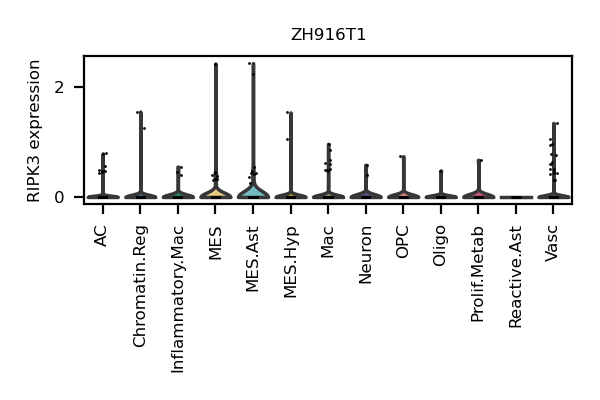 ZH916T1
RIPK3 expression
2
0
AC
Chromatin.Reg
Inflammatory.Mac
MES
MES.Ast
MES.Hyp
Mac
Neuron
OPC
Oligo
Prolif.Metab
Reactive.Ast
Vasc